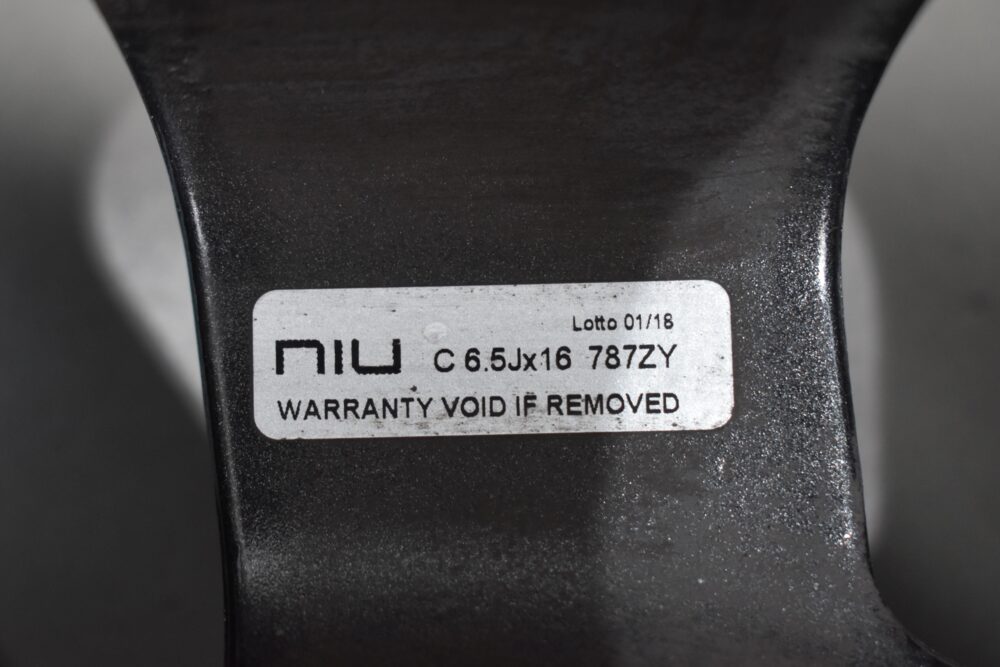 Lotto 01/18
niu C 6.5Jx16 787ZY
WARRANTY VOID IF REMOVED